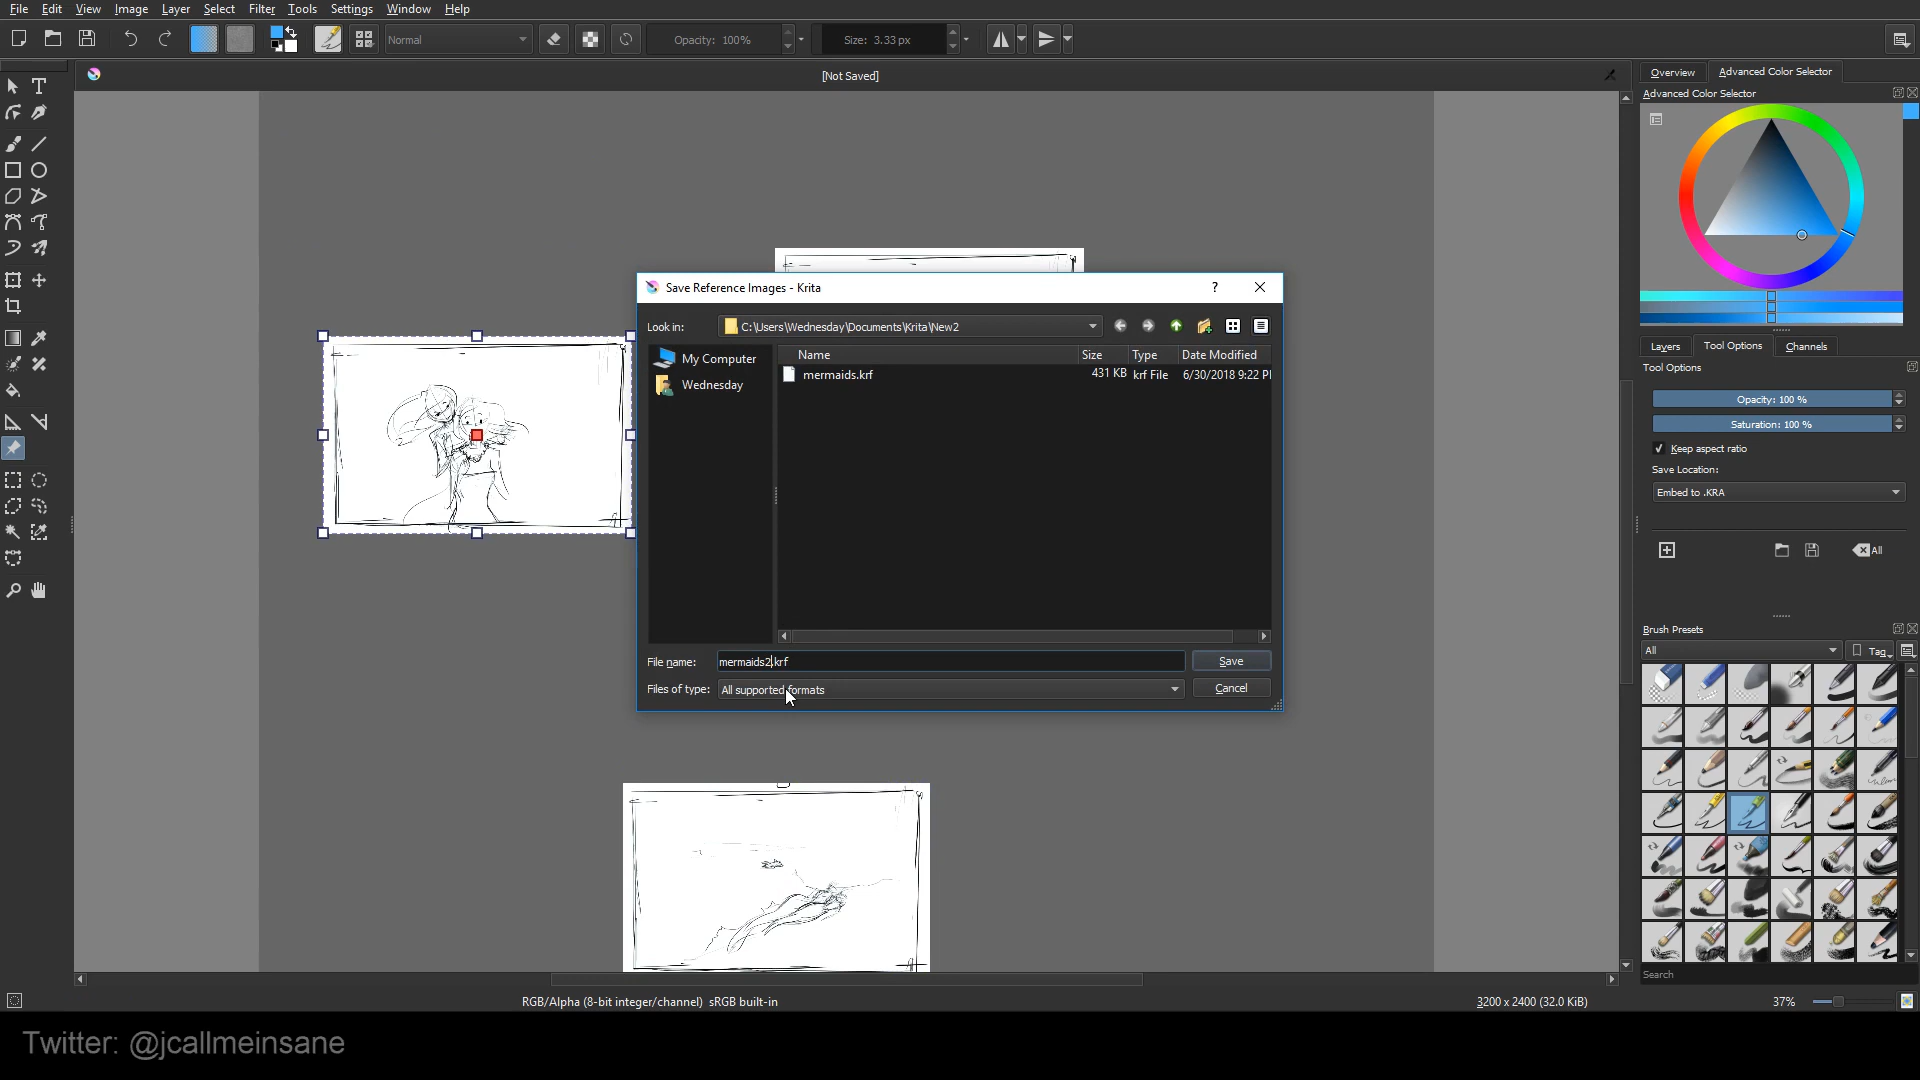 File Edit View Image Layer Select Filter Tools Settings Window Help
Normal
Opacity: 100%
Size: 3.33 px
[Not Saved]
Overview
Advanced Color Selector
Advanced Color Selector
Save Reference Images - Krita
?
Look in:
C:\Users\Wednesday\Documents\Krita\New2
My Computer
Wednesday
Name Size Type Date Modified
mermaids.krf 431 KB krf File 6/30/2018 9:22 
File name:
mermaids2.krf
Save
Files of type:
All supported formats
Cancel
Layers Tool Options Channels
Tool Options
Opacity: 100 %
Saturation: 100 %
Keep aspect ratio
Save Location:
Embed to .KRA
All
Brush Presets
All
Tag
Search
RGB/Alpha (8-bit integer/channel) sRGB built-in
3200 x 2400 (32.0 KiB)
37%
Twitter: @jcallmeinsane